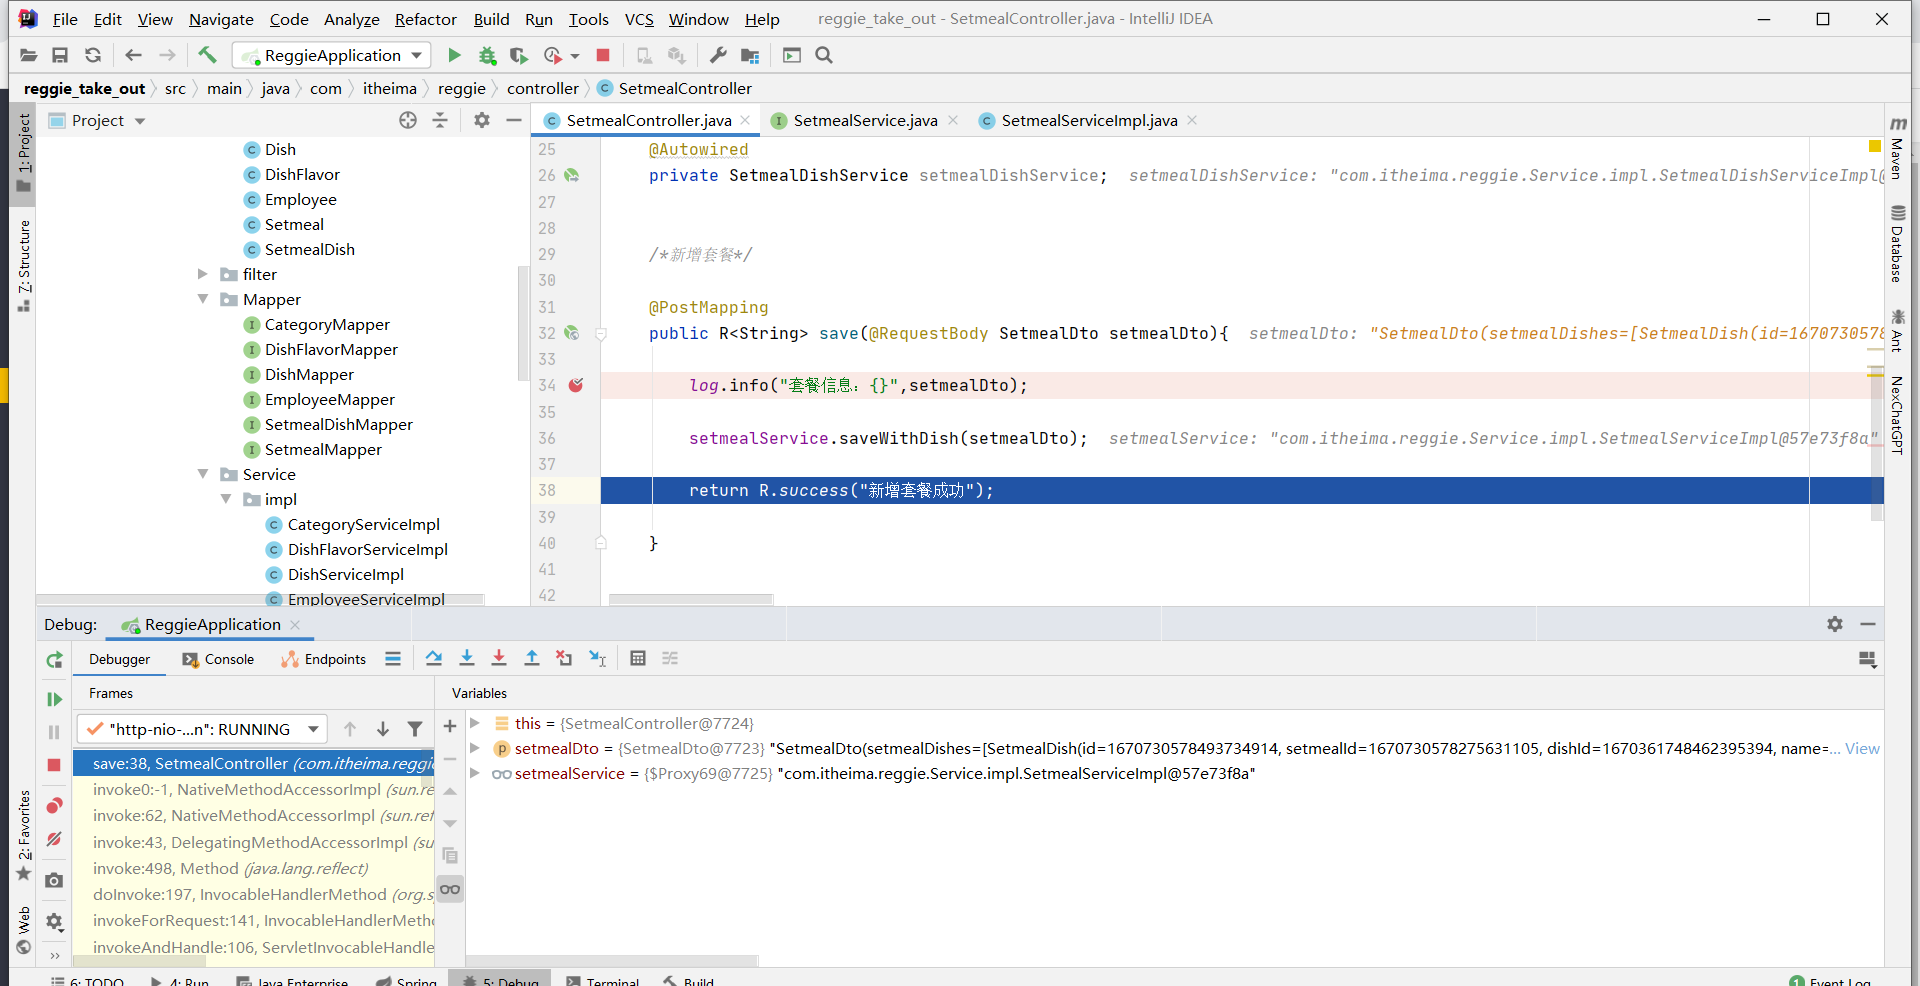 File Edit View Navigate Code Analyze Refactor Build Run Tools VCS Window Help reggie_take_out - SetmealController.java - IntelliJ IDEA
ReggieApplication
reggie_take_out src main java com itheima reggie controller SetmealController
Project
SetmealController.java SetmealService.java SetmealServiceImpl.java
1: Project
7: Structure
2: Favorites
Web
Dish
DishFlavor
Employee
Setmeal
SetmealDish
filter
Mapper
CategoryMapper
DishFlavorMapper
DishMapper
EmployeeMapper
SetmealDishMapper
SetmealMapper
Service
impl
CategoryServiceImpl
DishFlavorServiceImpl
DishServiceImpl
EmployeeServiceImpl
25 @Autowired
26 private SetmealDishService setmealDishService; setmealDishService: "com.itheima.reggie.Service.impl.SetmealDishServiceImpl@
27
28
29 /*新增套餐*/
30
31 @PostMapping
32 public R<String> save(@RequestBody SetmealDto setmealDto){ setmealDto: "SetmealDto(setmealDishes=[SetmealDish(id=1670730578
33
34 log.info("套餐信息：{}",setmealDto);
35
36 setmealService.saveWithDish(setmealDto); setmealService: "com.itheima.reggie.Service.impl.SetmealServiceImpl@57e73f8a"
37
38 return R.success("新增套餐成功");
39
40 }
41
42
Maven
Database
Ant
NexChatGPT
Debug: ReggieApplication
Debugger Console Endpoints
Frames
Variables
"http-nio-...n": RUNNING
save:38, SetmealController (com.itheima.reggie
invoke0:-1, NativeMethodAccessorImpl (sun.re
invoke:62, NativeMethodAccessorImpl (sun.ref
invoke:43, DelegatingMethodAccessorImpl (su
invoke:498, Method (java.lang.reflect)
doInvoke:197, InvocableHandlerMethod (org.s
invokeForRequest:141, InvocableHandlerMetho
invokeAndHandle:106, ServletInvocableHandle
this = {SetmealController@7724}
setmealDto = {SetmealDto@7723} "SetmealDto(setmealDishes=[SetmealDish(id=1670730578493734914, setmealId=1670730578275631105, dishId=1670361748462395394, name=... View
setmealService = {$Proxy69@7725} "com.itheima.reggie.Service.impl.SetmealServiceImpl@57e73f8a"
6: TODO 4: Run Java Enterprise Spring 5: Debug Terminal Build 1 Event Log